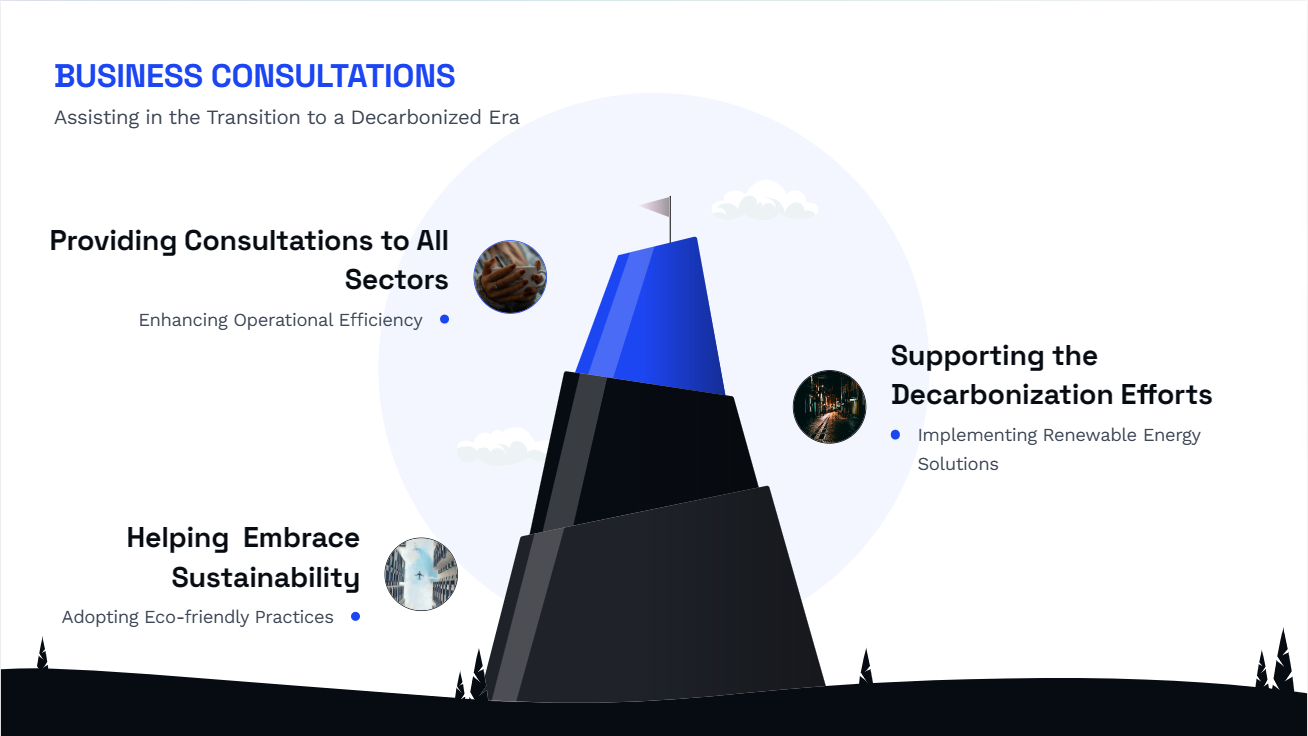 BUSINESS CONSULTATIONS
Assisting in the Transition to a Decarbonized Era
Providing Consultations to All
Sectors
Enhancing Operational Efficiency
Supporting the
Decarbonization Efforts
Implementing Renewable Energy
Solutions
Helping  Embrace
Sustainability
Adopting Eco-friendly Practices